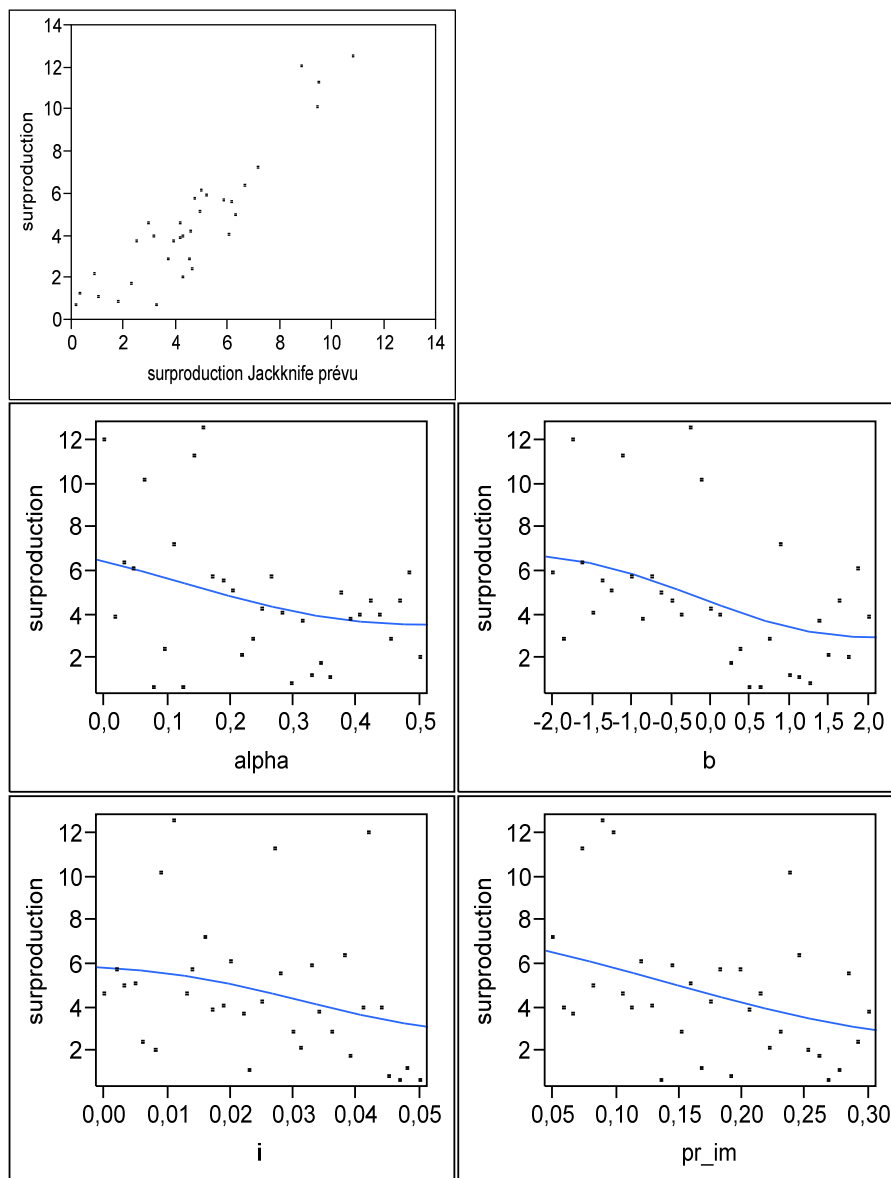 14
12
10
8
6
4
2
0
surproduction
0 2 4 6 8 10 12 14
surproduction Jackknife prévu
12
10
8
6
4
2
surproduction
0,0 0,1 0,2 0,3 0,4 0,5
alpha
12
10
8
6
4
2
surproduction
-2,0 -1,5 -1,0 -0,5 0,0 0,5 1,0 1,5 2,0
b
12
10
8
6
4
2
surproduction
0,00 0,01 0,02 0,03 0,04 0,05
i
12
10
8
6
4
2
surproduction
0,05 0,10 0,15 0,20 0,25 0,30
pr_im